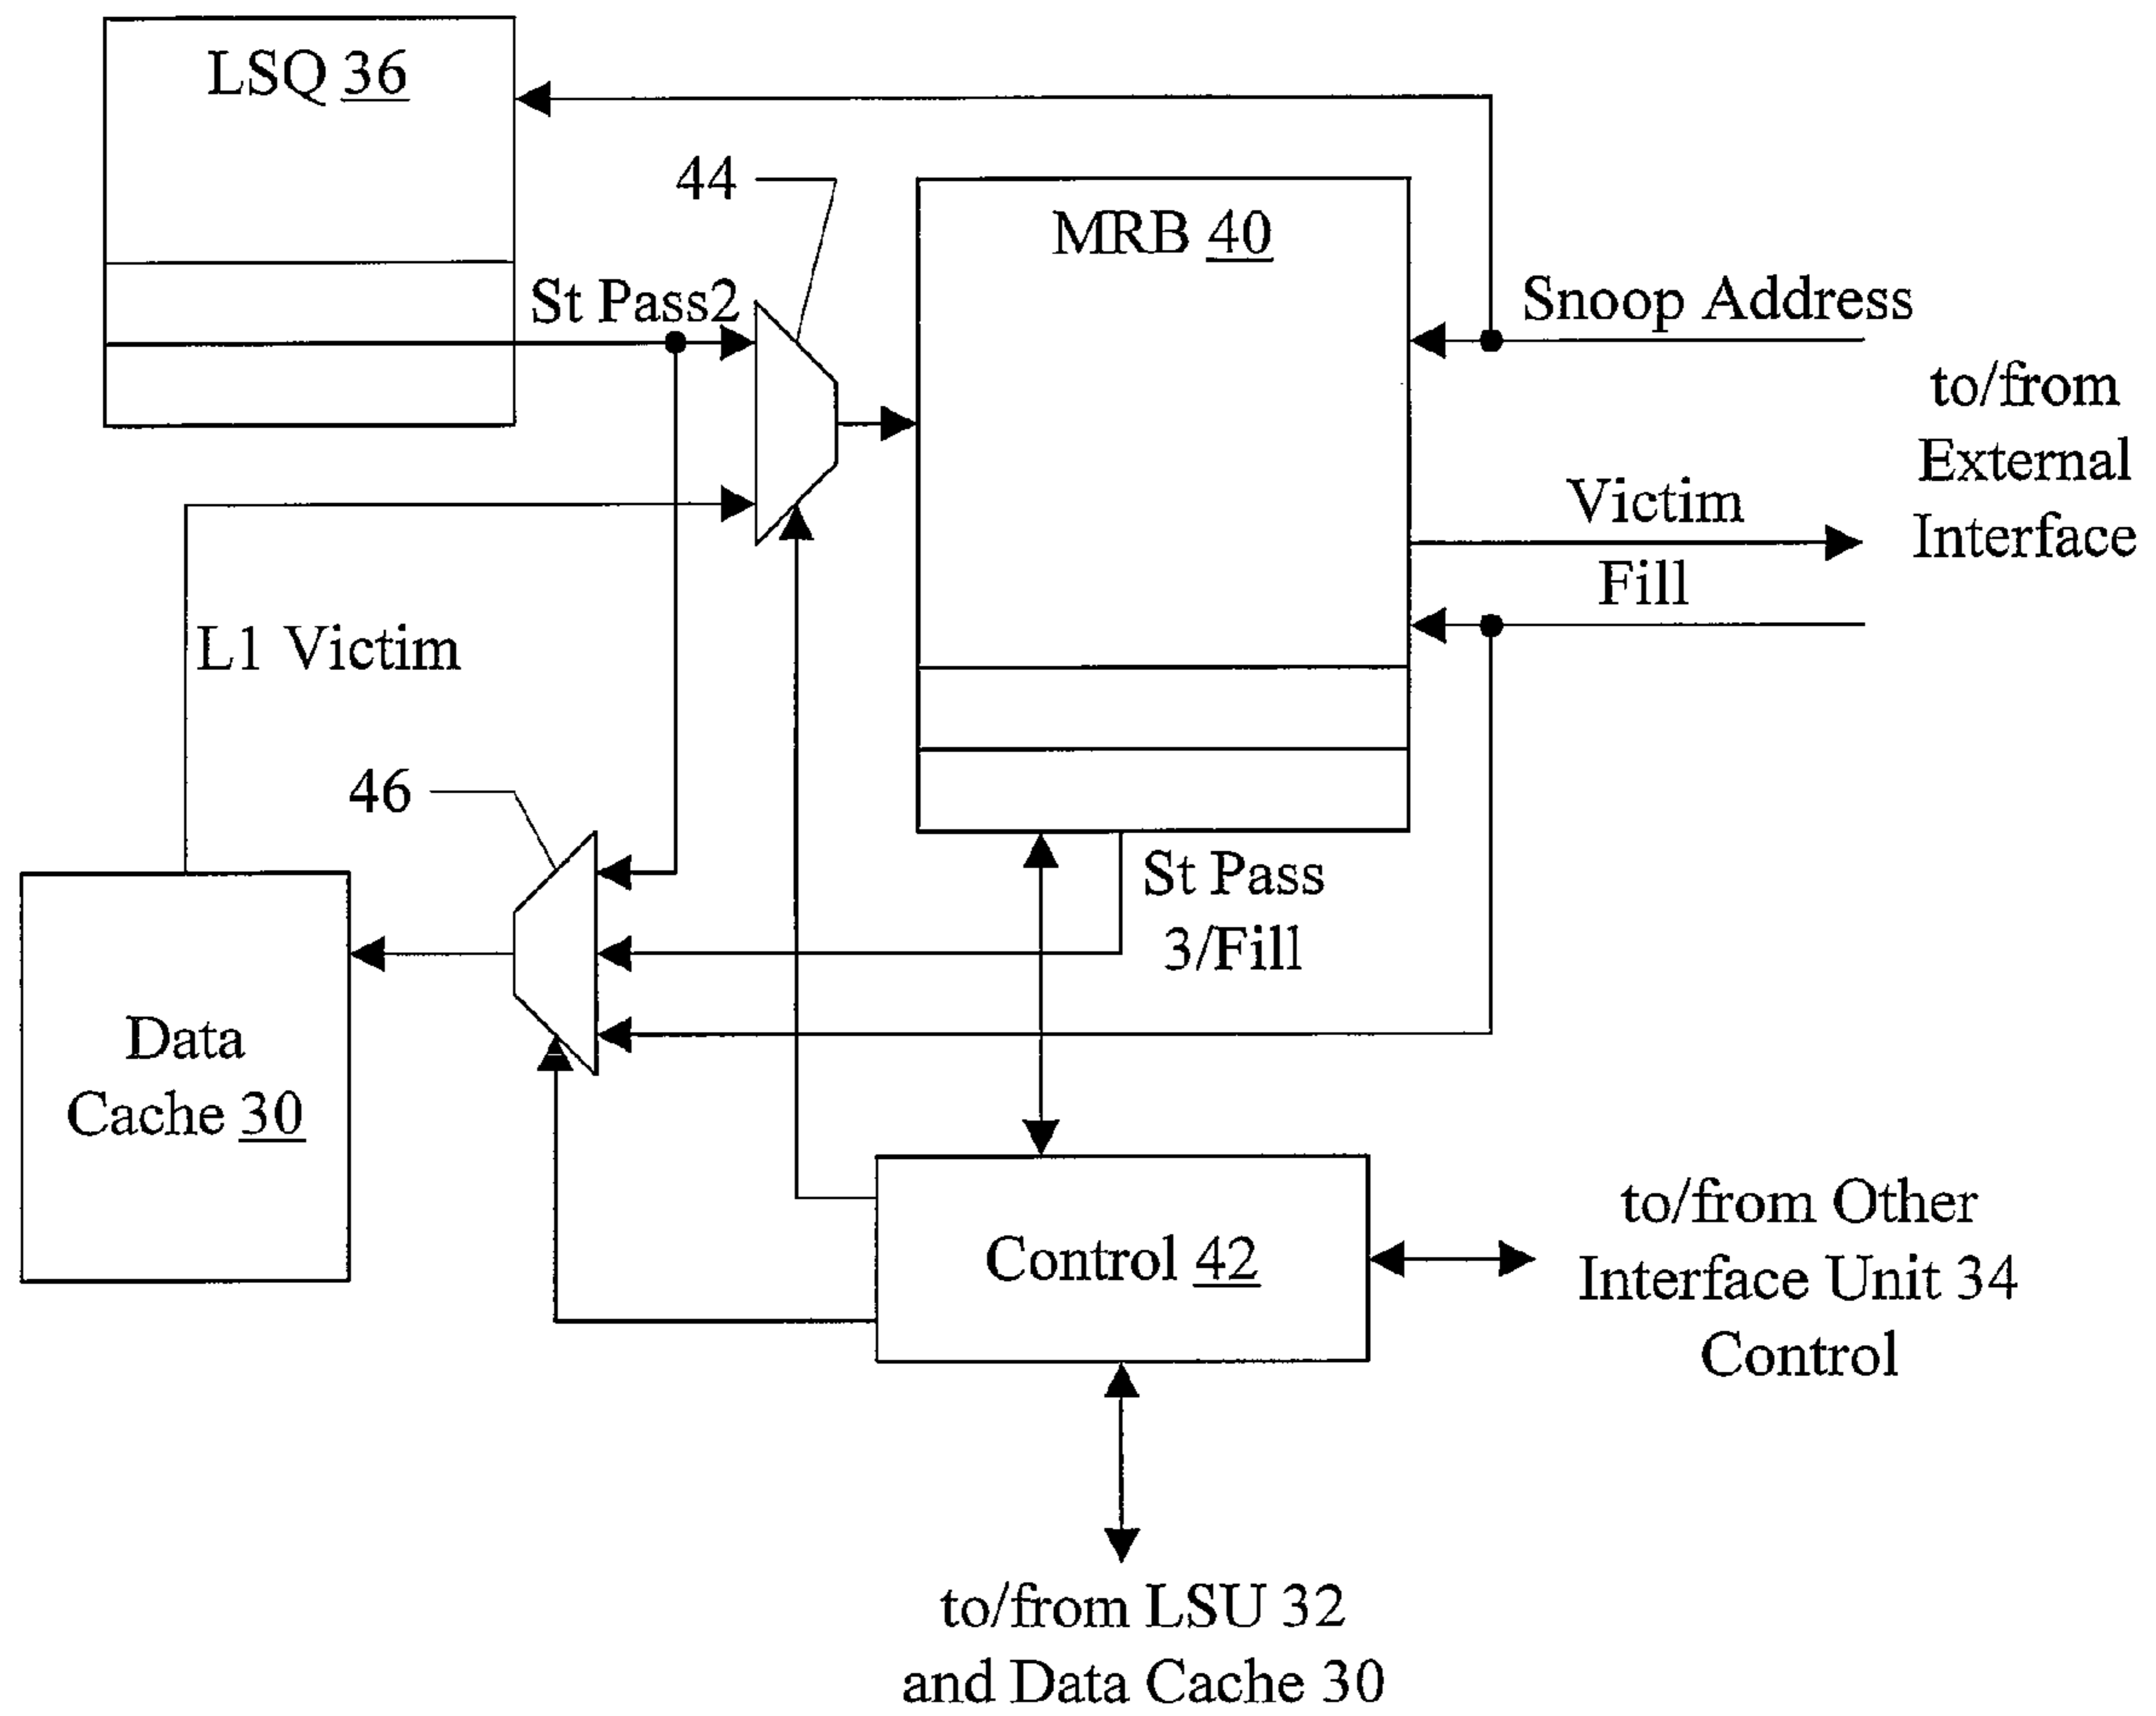 LSQ 36
44
MRB 40
St Pass2
Snoop Address
to/from
External
Interface
Victim
Fill
L1 Victim
46
St Pass
3/Fill
Data
Cache 30
Control 42
to/from Other
Interface Unit 34
Control
to/from LSU 32
and Data Cache 30